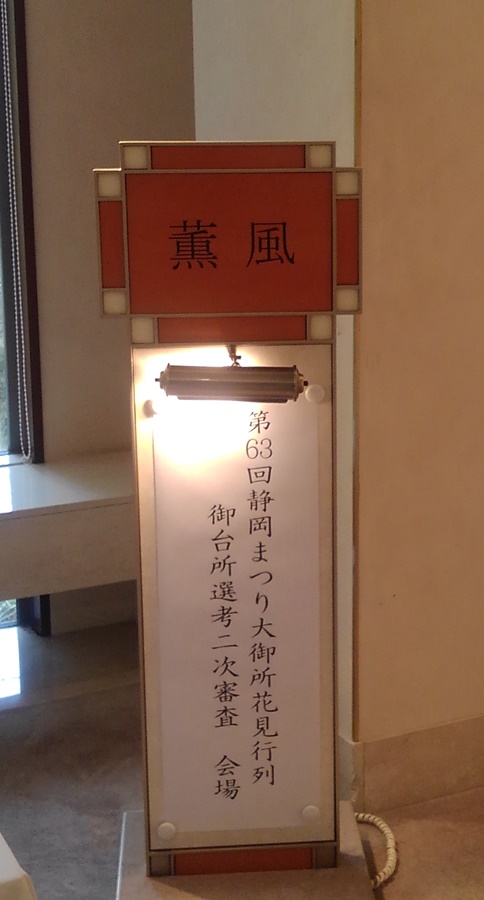 薫風
第63回静岡まつり大御所花見行列
御台所選考二次審査　会場